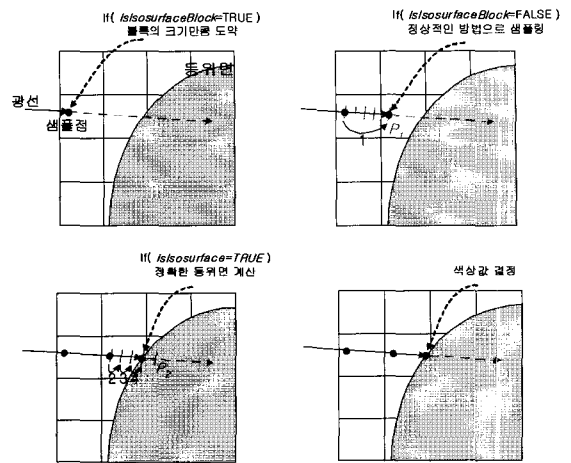 If( IsIsosurfaceBlock=TRUE )
블록의 크기만큼 도약
등위면
광선
샘플점
If( IsIsosurfaceBlock=FALSE )
정상적인 방법으로 샘플링
1
P₁
If( IsIsosurface=TRUE )
정확한 등위면 계산
2 3 4
P₂
색상값 결정